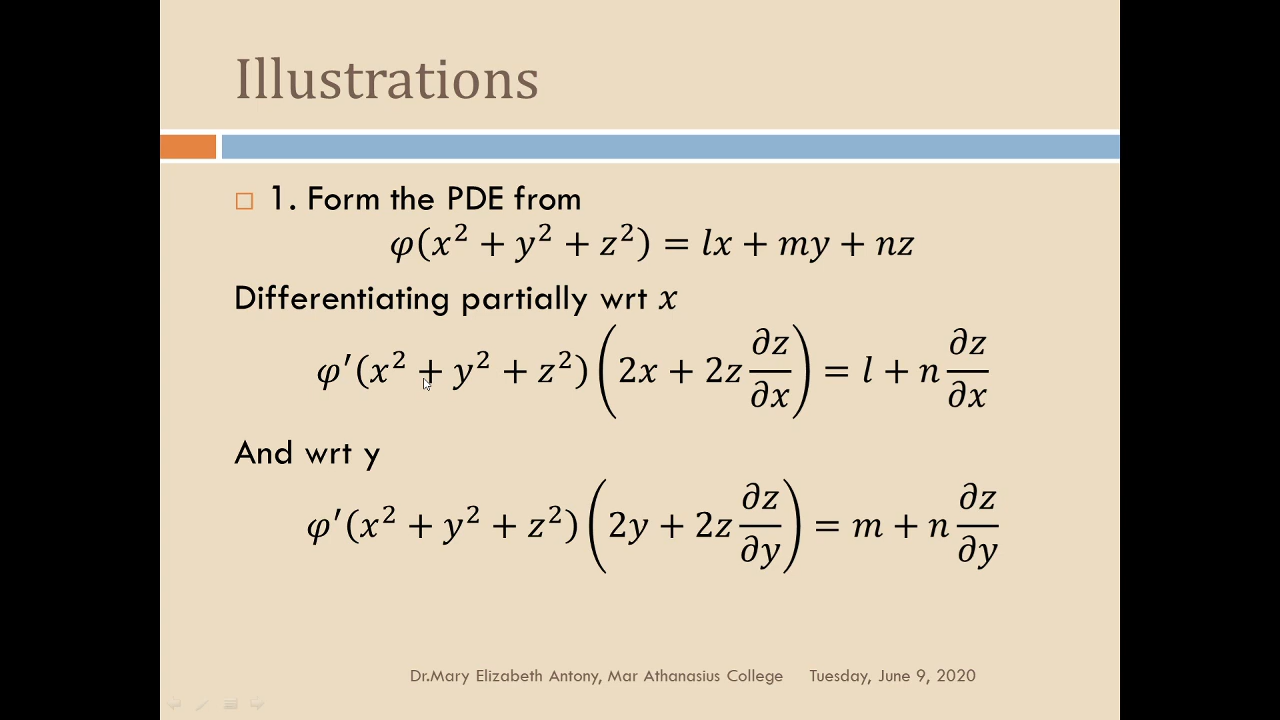 Illustrations
1. Form the PDE from
φ(x² + y² + z²) = lx + my + nz
Differentiating partially wrt x
φ′(x² + y² + z²)(2x + 2z ∂z/∂x) = l + n ∂z/∂x
And wrt y
φ′(x² + y² + z²)(2y + 2z ∂z/∂y) = m + n ∂z/∂y
Dr.Mary Elizabeth Antony, Mar Athanasius College Tuesday, June 9, 2020